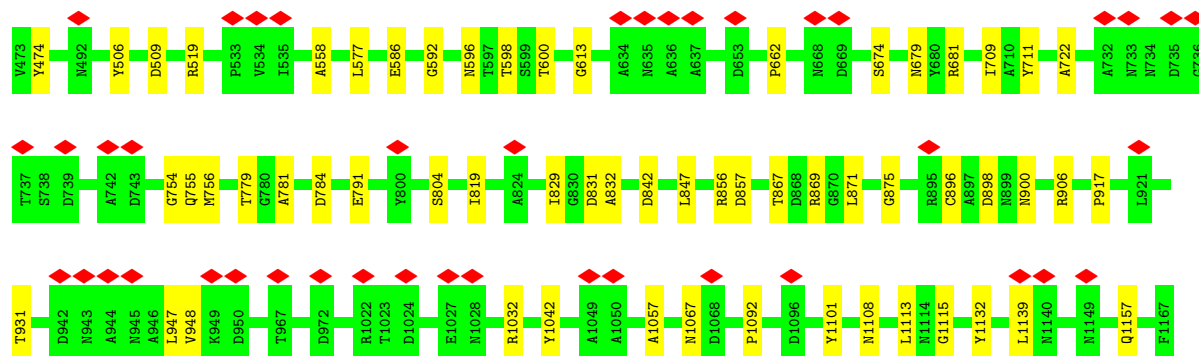 V473 Y474 N492 Y506 D509 R519 P533 V534 I535 A558 L577 E586 G592 N596 T597 T598 S599 T600 G613 A634 N635 A636 A637 D653 P662 N668 D669 S674 N679 Y680 R681 I709 A710 Y711 A722 A732 N733 N734 D735
T737 S738 D739 A742 D743 G754 Q755 M756 T779 G780 A781 D784 E791 Y800 S804 I819 A824 I829 G830 D831 A832 D842 L847 R856 D857 T867 D868 R869 G870 L871 G875 R895 C896 A897 D898 N899 N900 R906 P917 L921
T931 D942 N943 A944 N945 A946 L947 V948 K949 D950 T967 D972 R1022 T1023 D1024 E1027 N1028 R1032 Y1042 A1049 A1050 A1057 N1067 D1068 P1092 D1096 Y1101 N1108 L1113 N1114 G1115 Y1132 L1139 N1140 N1149 Q1157 F1167